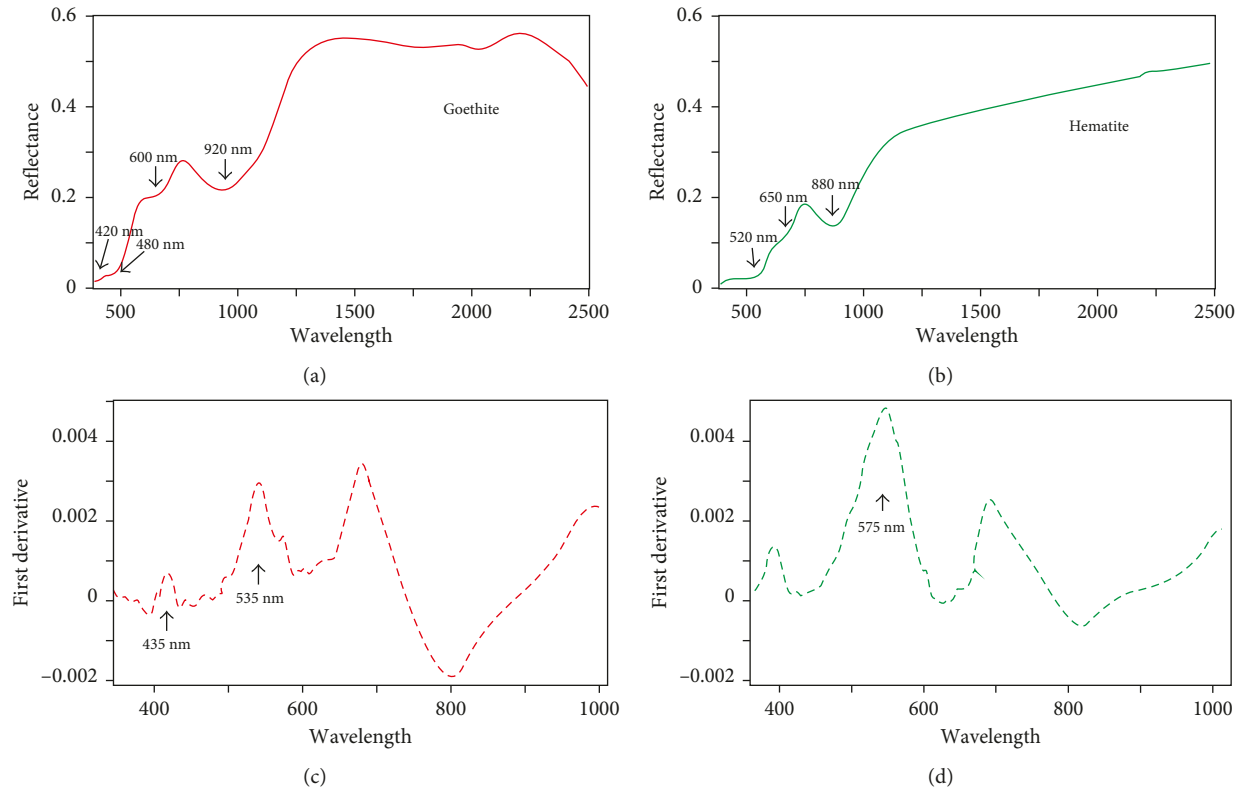 0.6
0.4
0.2
0
Reflectance
Goethite
600 nm
920 nm
420 nm
480 nm
500
1000
1500
2000
2500
Wavelength
(a)
0.6
0.4
0.2
0
Reflectance
Hematite
650 nm
880 nm
520 nm
500
1000
1500
2000
2500
Wavelength
(b)
0.004
0.002
0
−0.002
First derivative
535 nm
435 nm
400
600
800
1000
Wavelength
(c)
0.004
0.002
0
−0.002
First derivative
575 nm
400
600
800
1000
Wavelength
(d)